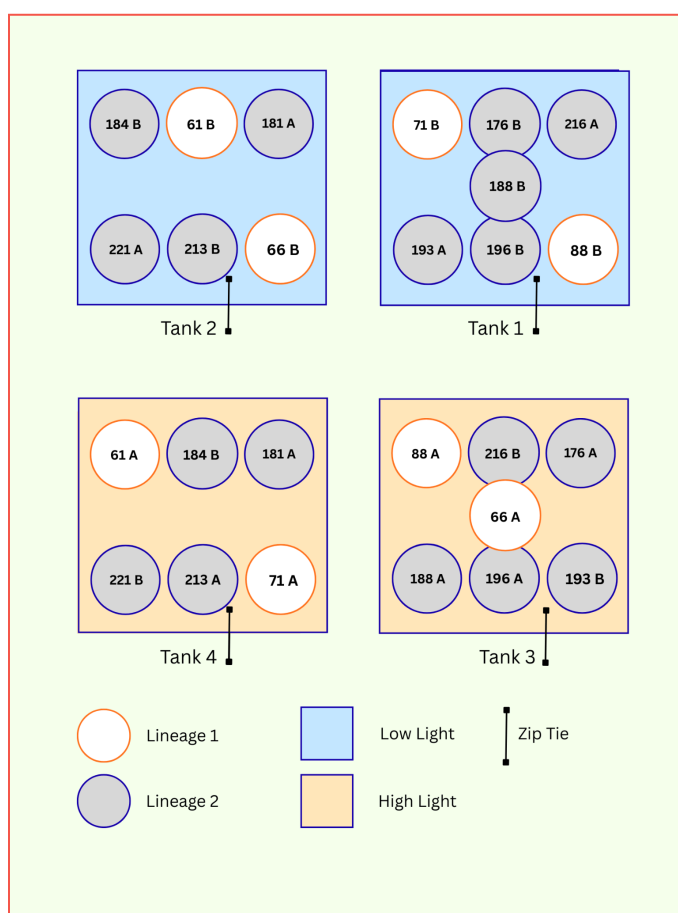 184 B 61 B 181 A
221 A 213 B 66 B
Tank 2
71 B 176 B 216 A
188 B
193 A 196 B 88 B
Tank 1
61 A 184 B 181 A
221 B 213 A 71 A
Tank 4
88 A 216 B 176 A
66 A
188 A 196 A 193 B
Tank 3
Lineage 1
Low Light
Zip Tie
Lineage 2
High Light